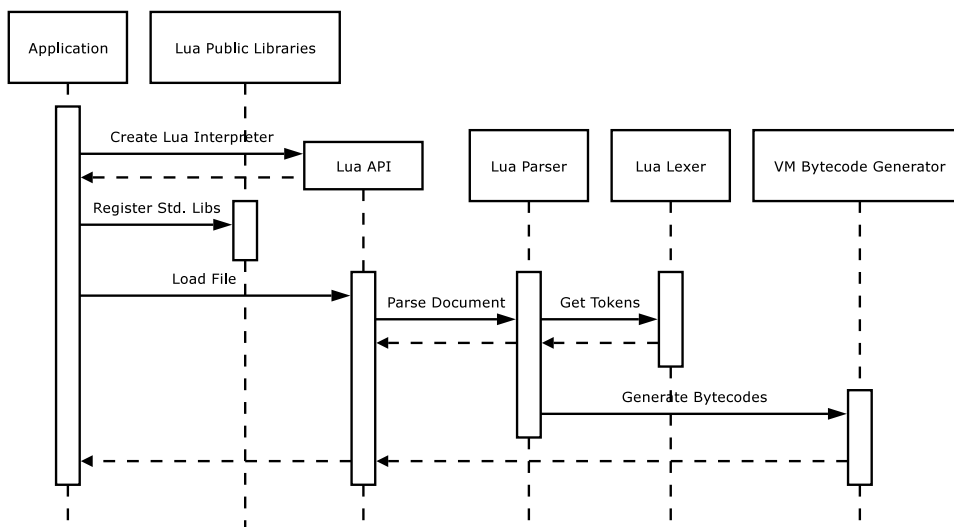 Application
Lua Public Libraries
Create Lua Interpreter
Lua API
Lua Parser
Lua Lexer
VM Bytecode Generator
Register Std. Libs
Load File
Parse Document
Get Tokens
Generate Bytecodes